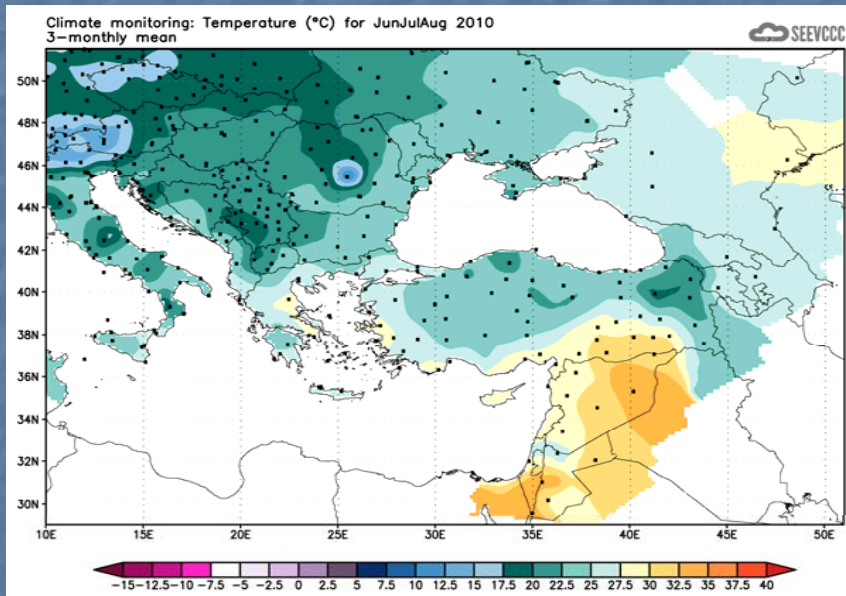 Climate monitoring: Temperature (°C) for JunJulAug 2010
3-monthly mean
SEEVCCC
50N
48N
46N
44N
42N
40N
38N
36N
34N
32N
30N
10E 15E 20E 25E 30E 35E 40E 45E 50E
-15 -12.5 -10 -7.5 -5 -2.5 0 2.5 5 7.5 10 12.5 15 17.5 20 22.5 25 27.5 30 32.5 35 37.5 40